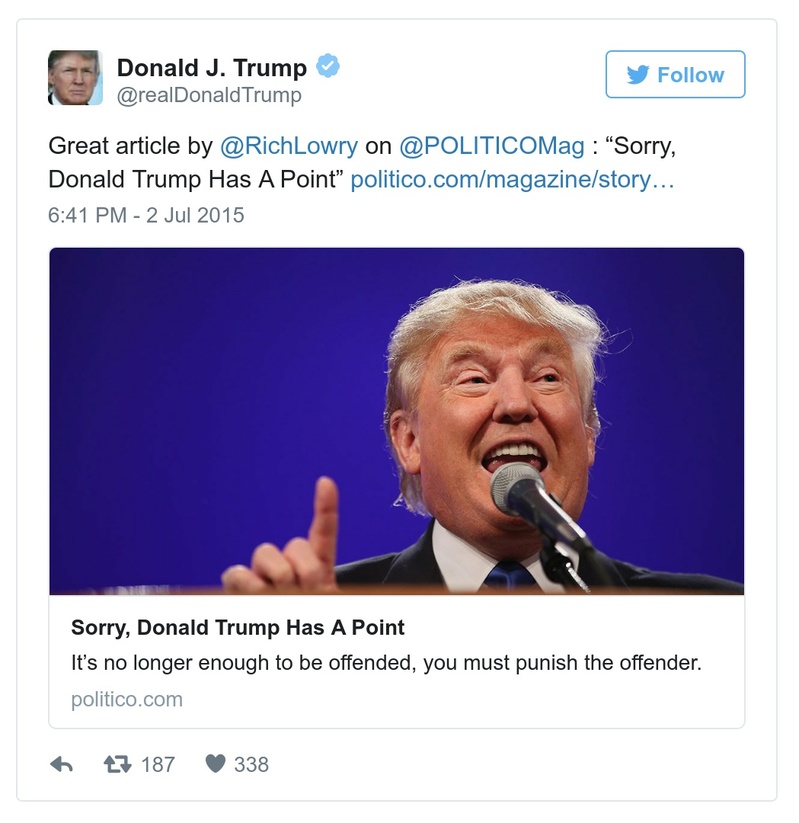 Donald J. Trump
@realDonaldTrump
Follow
Great article by @RichLowry on @POLITICOMag : “Sorry,
Donald Trump Has A Point” politico.com/magazine/story…
6:41 PM - 2 Jul 2015
Sorry, Donald Trump Has A Point
It’s no longer enough to be offended, you must punish the offender.
politico.com
187 338